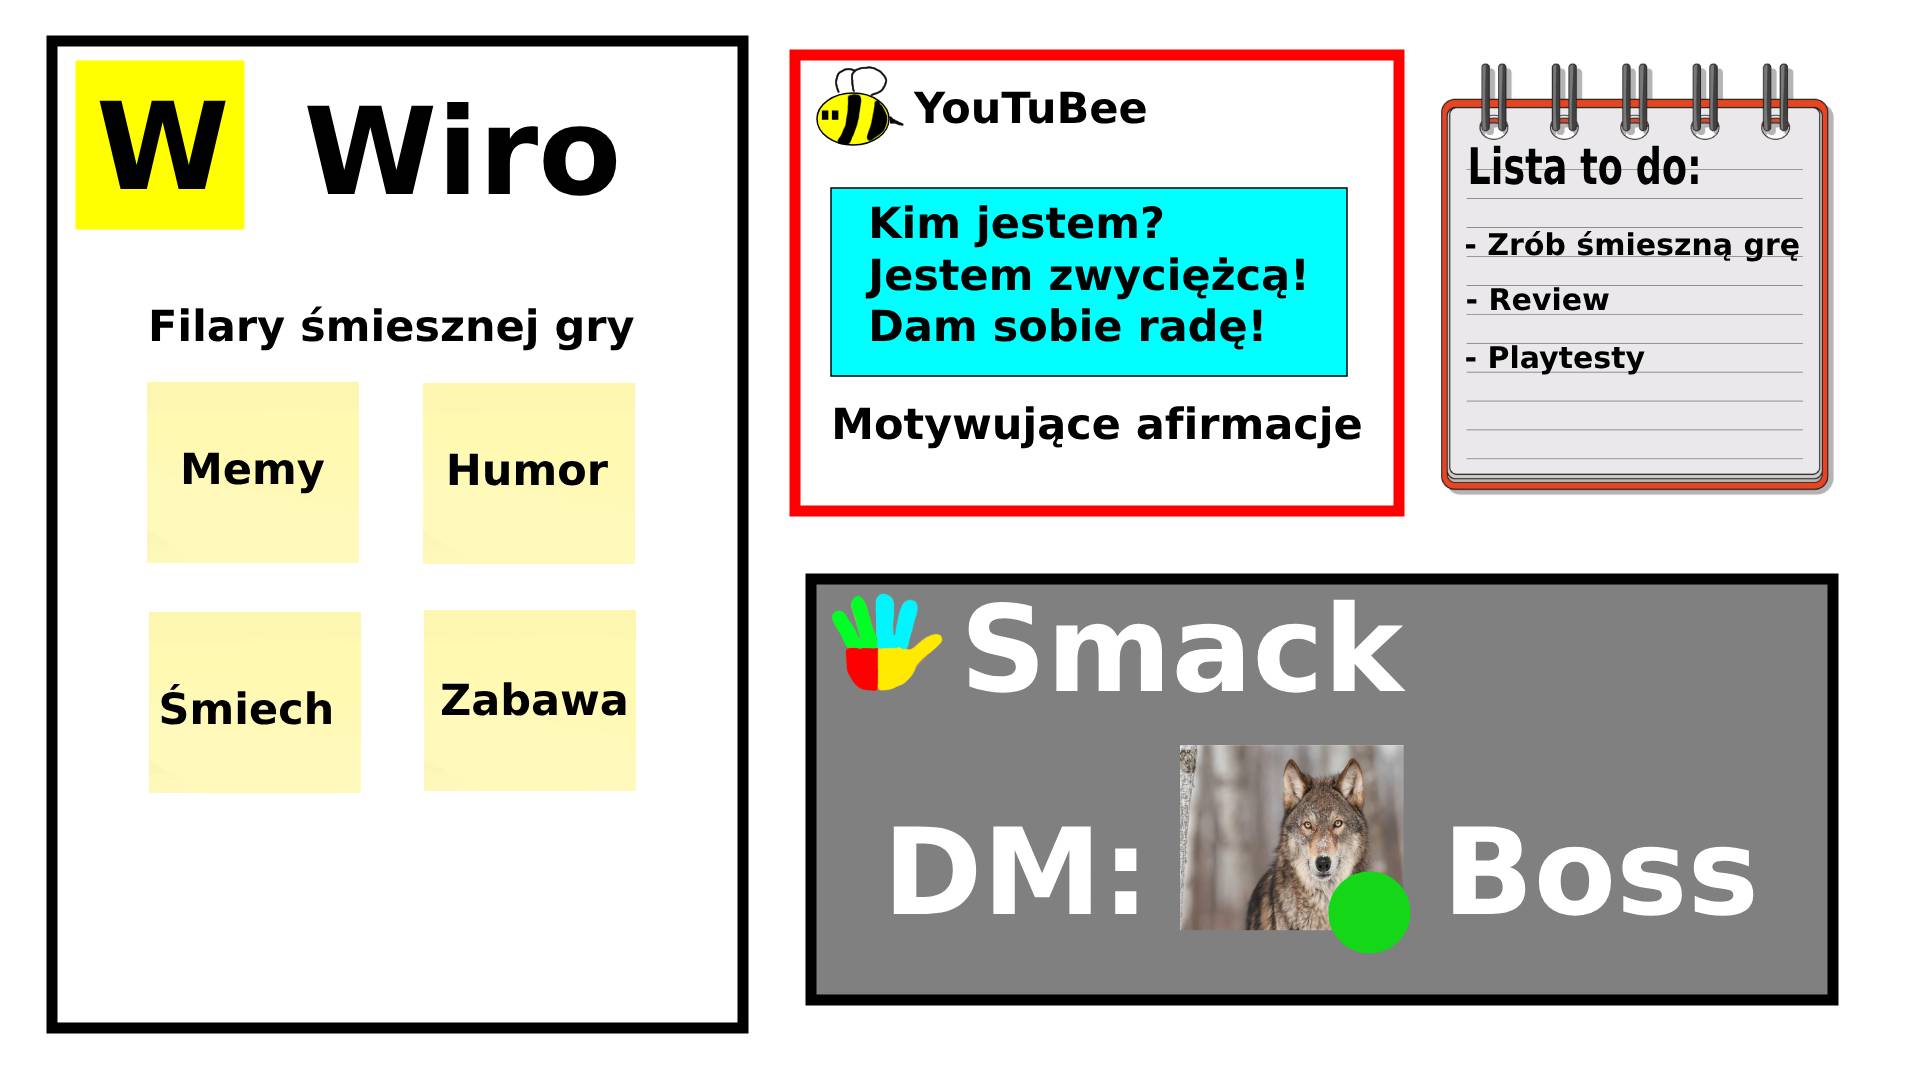 W Wiro
Filary śmiesznej gry
Memy
Humor
Śmiech
Zabawa
YouTuBee
Kim jestem?
Jestem zwyciężcą!
Dam sobie radę!
Motywujące afirmacje
Lista to do:
- Zrób śmieszną grę
- Review
- Playtesty
Smack
DM: Boss